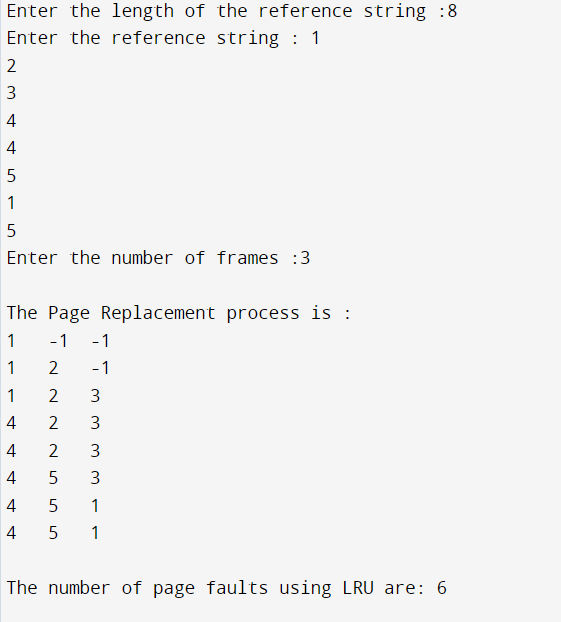 Enter the length of the reference string :8
Enter the reference string : 1
2
3
4
4
5
1
5
Enter the number of frames :3
The Page Replacement process is :
1 -1 -1
1 2 -1
1 2 3
4 2 3
4 2 3
4 5 3
4 5 1
4 5 1
The number of page faults using LRU are: 6